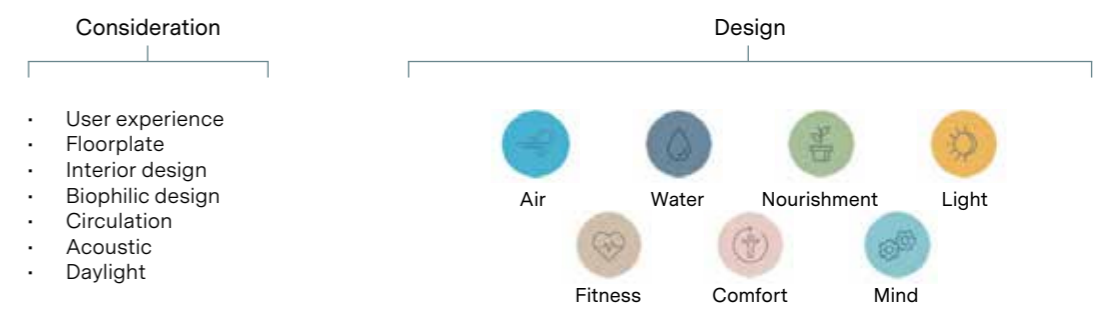 Consideration
Design
· User experience
· Floorplate
· Interior design
· Biophilic design
· Circulation
· Acoustic
· Daylight
Air
Water
Nourishment
Light
Fitness
Comfort
Mind